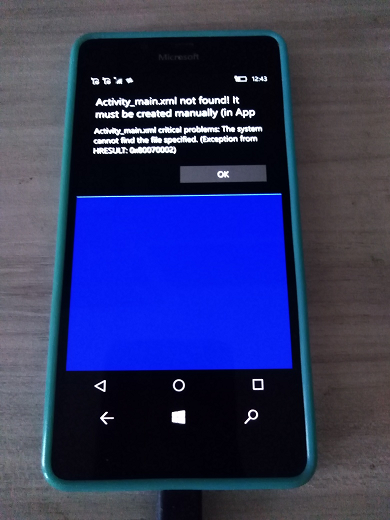 Microsoft
12:43
Activity_main.xml not found! It
must be created manually (in App
Activity_main.xml critical problems: The system
cannot find the file specified. (Exception from
HRESULT: 0x80070002)
OK